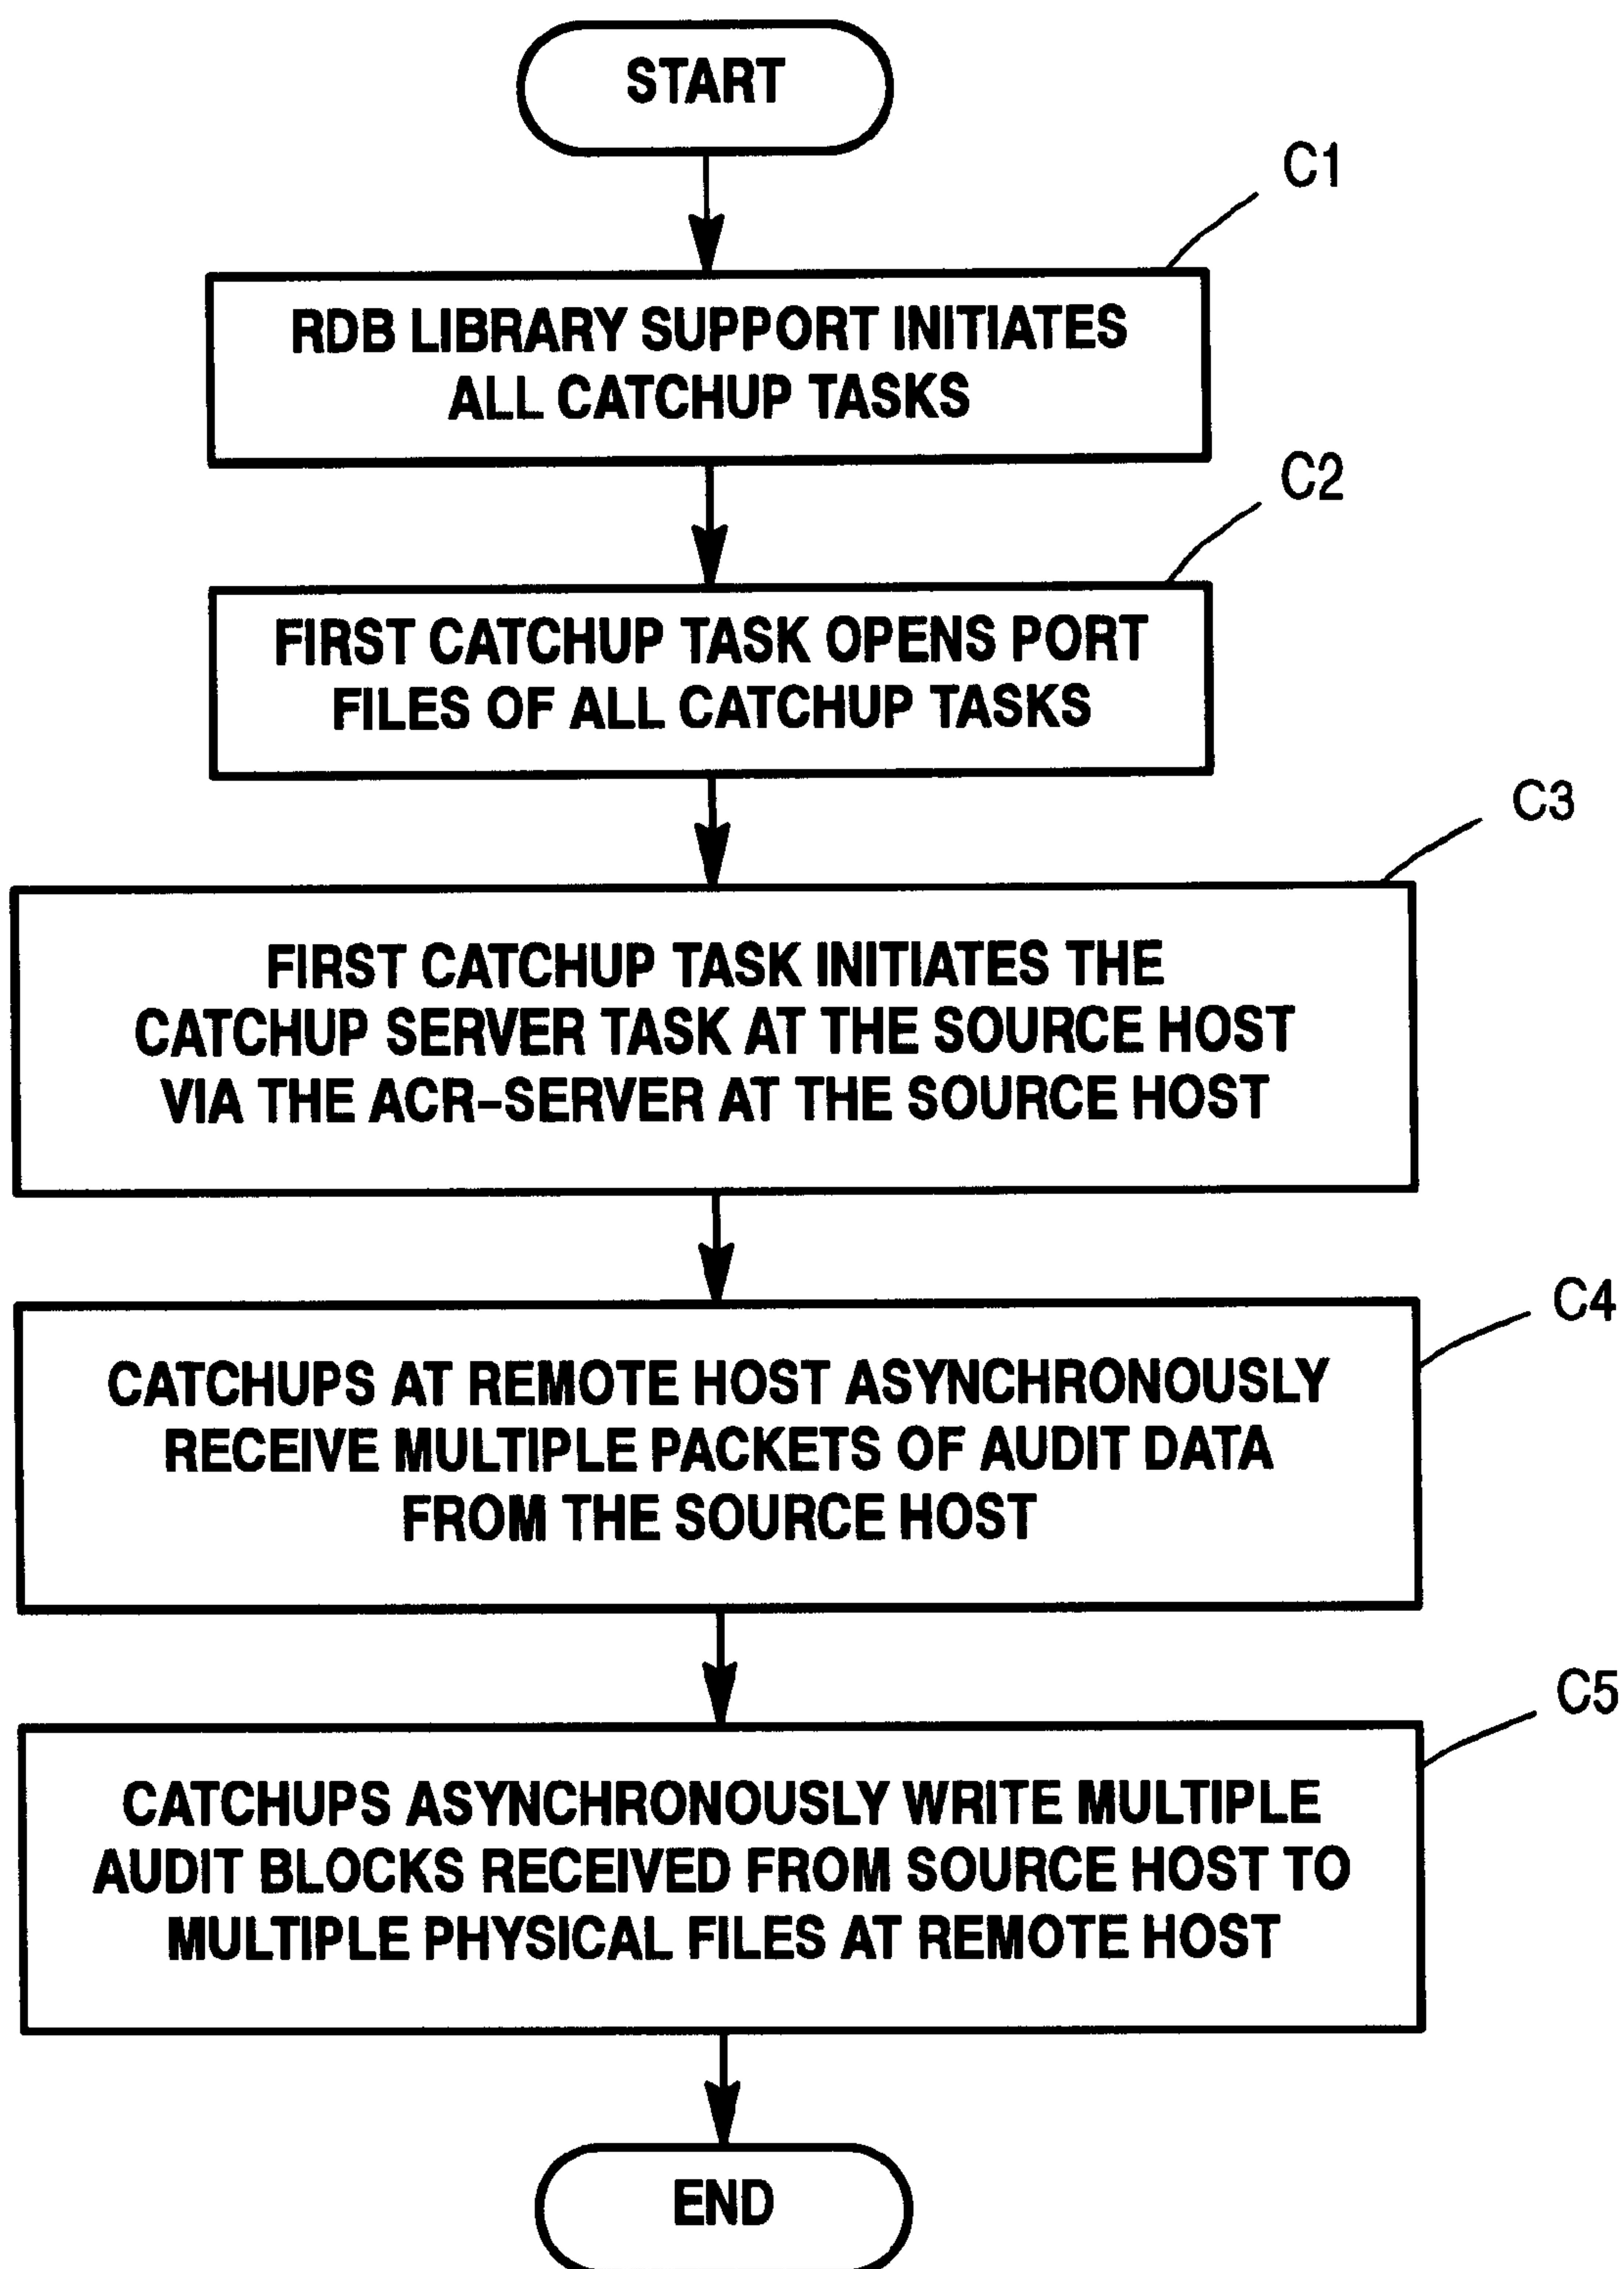 START
C1
RDB LIBRARY SUPPORT INITIATES
ALL CATCHUP TASKS
C2
FIRST CATCHUP TASK OPENS PORT
FILES OF ALL CATCHUP TASKS
C3
FIRST CATCHUP TASK INITIATES THE
CATCHUP SERVER TASK AT THE SOURCE HOST
VIA THE ACR-SERVER AT THE SOURCE HOST
C4
CATCHUPS AT REMOTE HOST ASYNCHRONOUSLY
RECEIVE MULTIPLE PACKETS OF AUDIT DATA
FROM THE SOURCE HOST
C5
CATCHUPS ASYNCHRONOUSLY WRITE MULTIPLE
AUDIT BLOCKS RECEIVED FROM SOURCE HOST TO
MULTIPLE PHYSICAL FILES AT REMOTE HOST
END